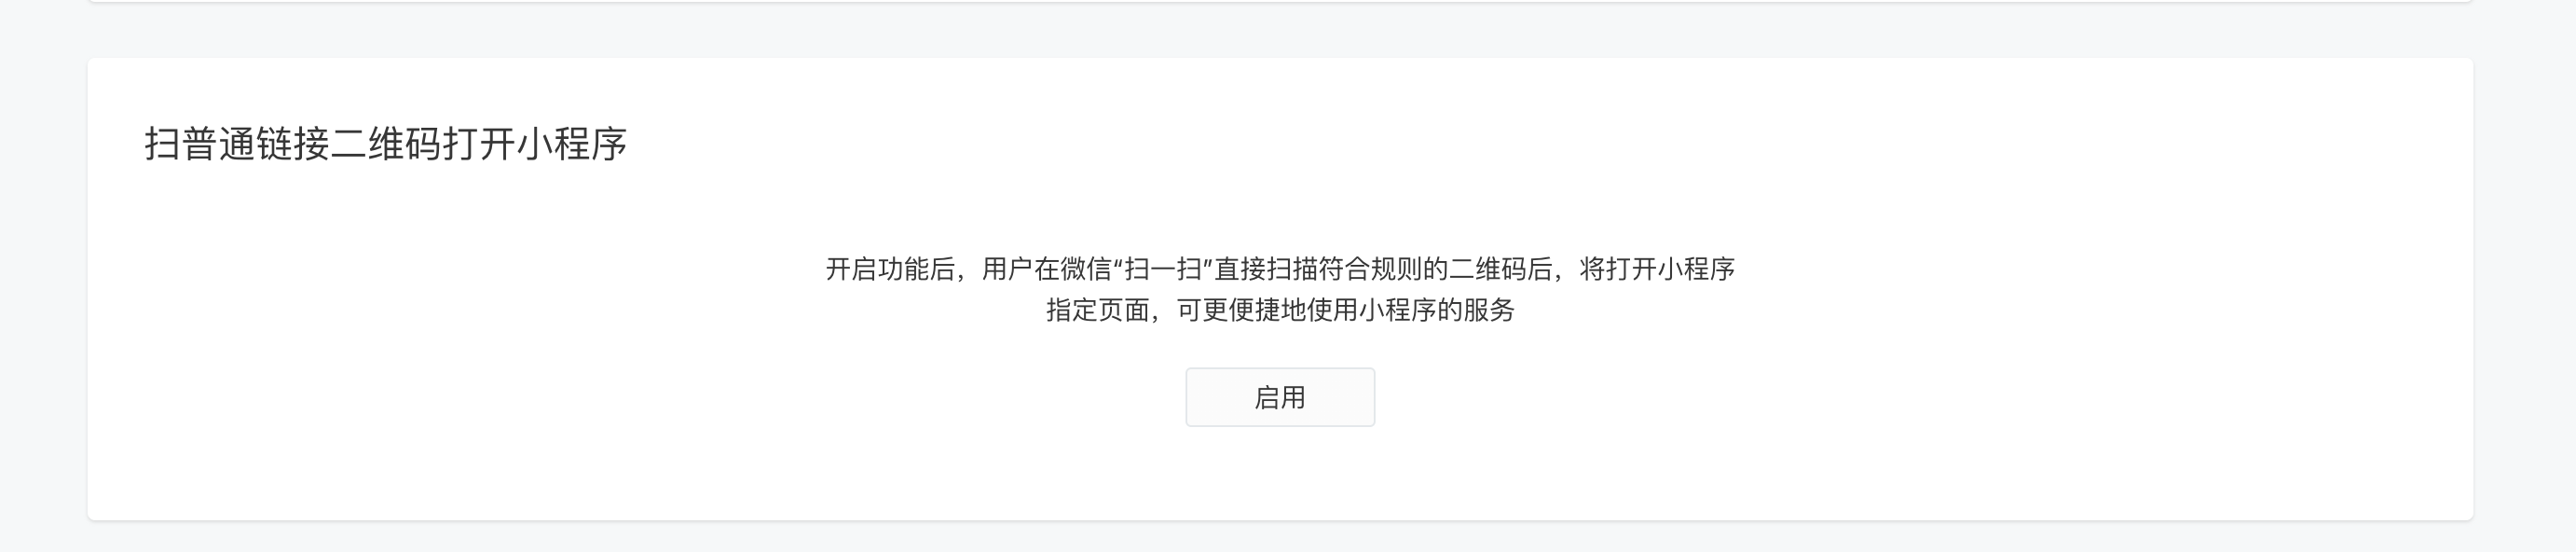 扫普通链接二维码打开小程序
开启功能后，用户在微信“扫一扫”直接扫描符合规则的二维码后，将打开小程序
指定页面，可更便捷地使用小程序的服务
启用